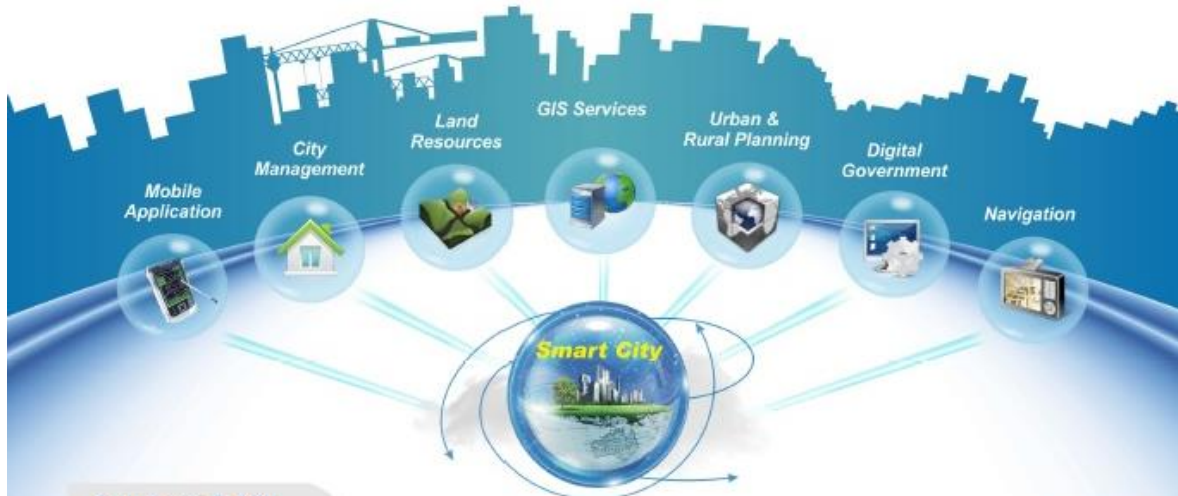 Mobile
Application
City
Management
Land
Resources
GIS Services
Urban &
Rural Planning
Digital
Government
Navigation
Smart City